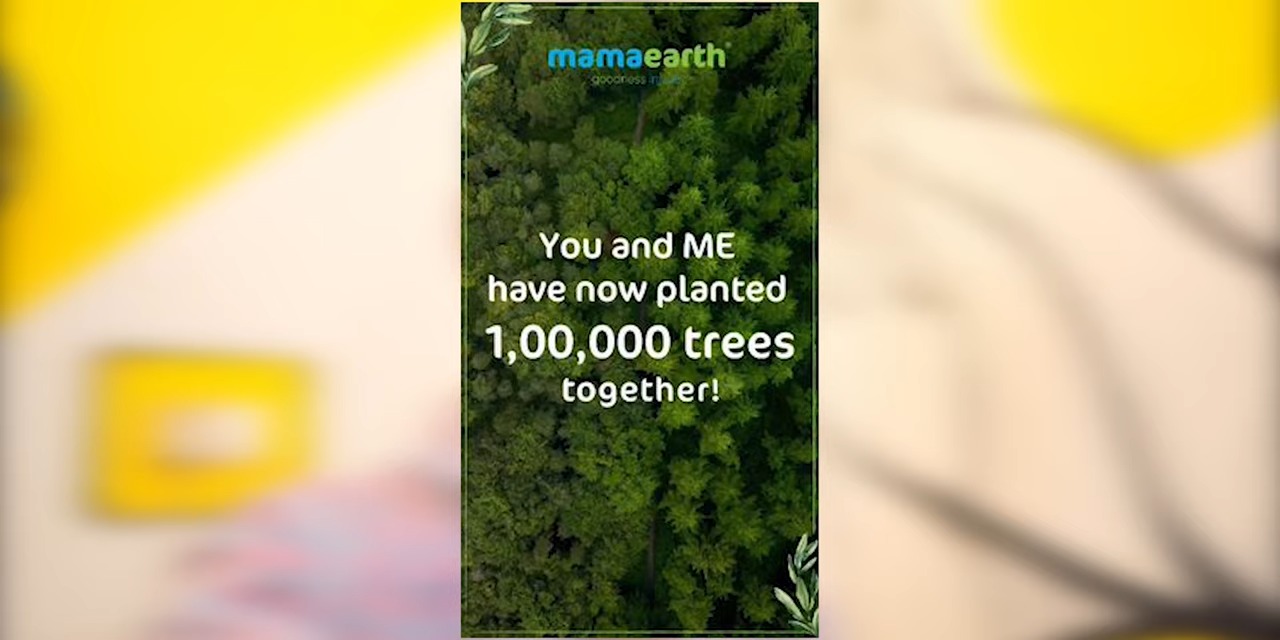 mamaearth
goodness inside
You and ME
have now planted
1,00,000 trees
together!